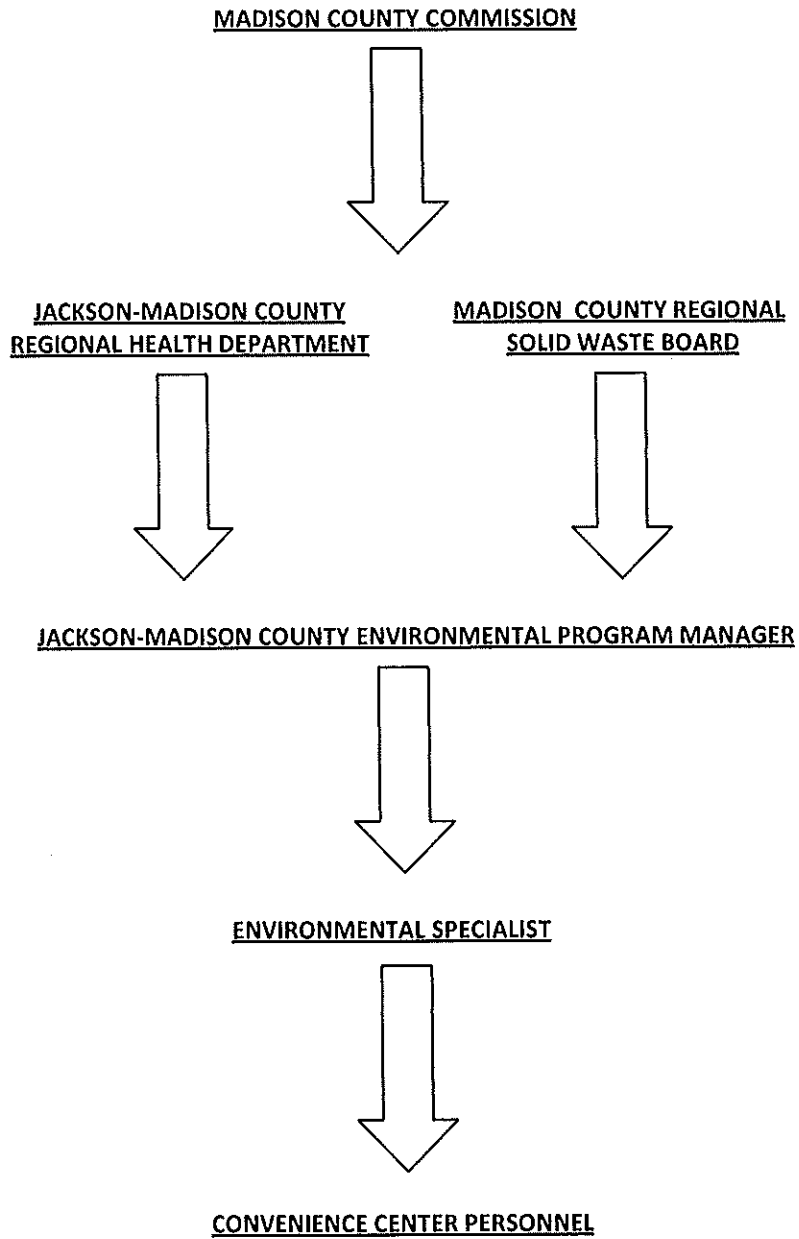 MADISON COUNTY COMMISSION
JACKSON-MADISON COUNTY
REGIONAL HEALTH DEPARTMENT
MADISON COUNTY REGIONAL
SOLID WASTE BOARD
JACKSON-MADISON COUNTY ENVIRONMENTAL PROGRAM MANAGER
ENVIRONMENTAL SPECIALIST
CONVENIENCE CENTER PERSONNEL